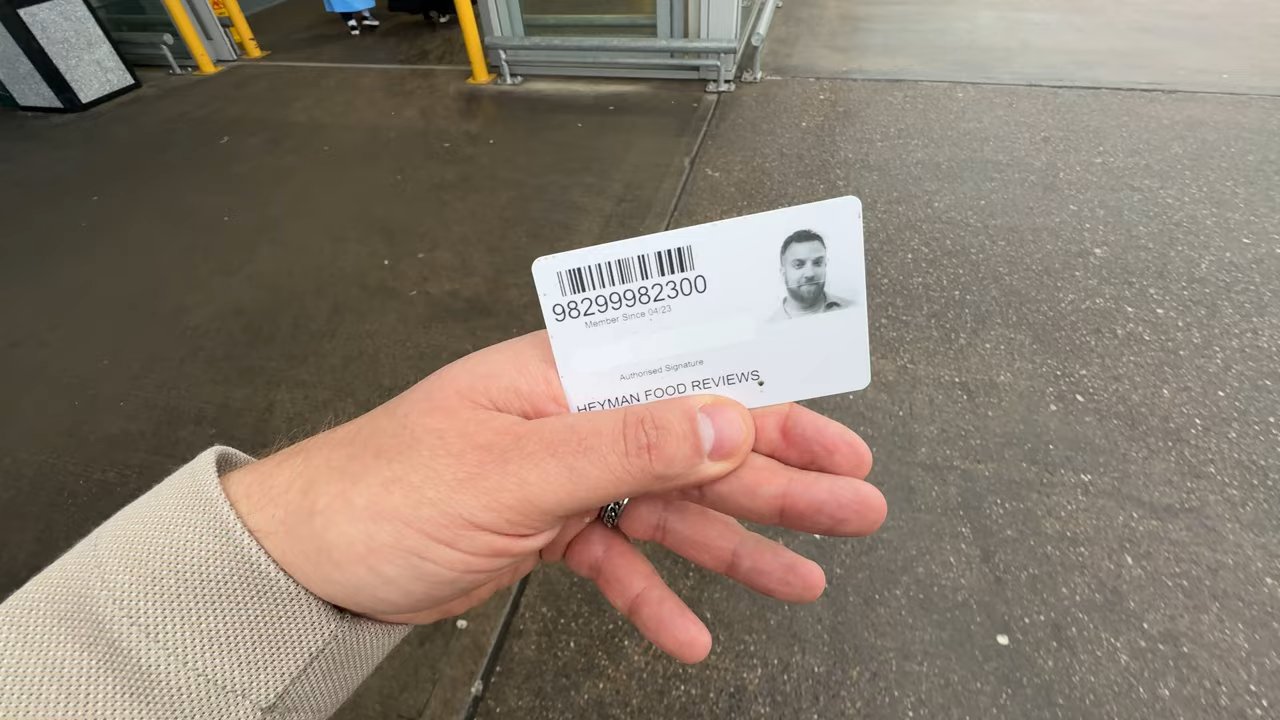 98299982300
Member Since 04/23
Authorised Signature
HEYMAN FOOD REVIEWS